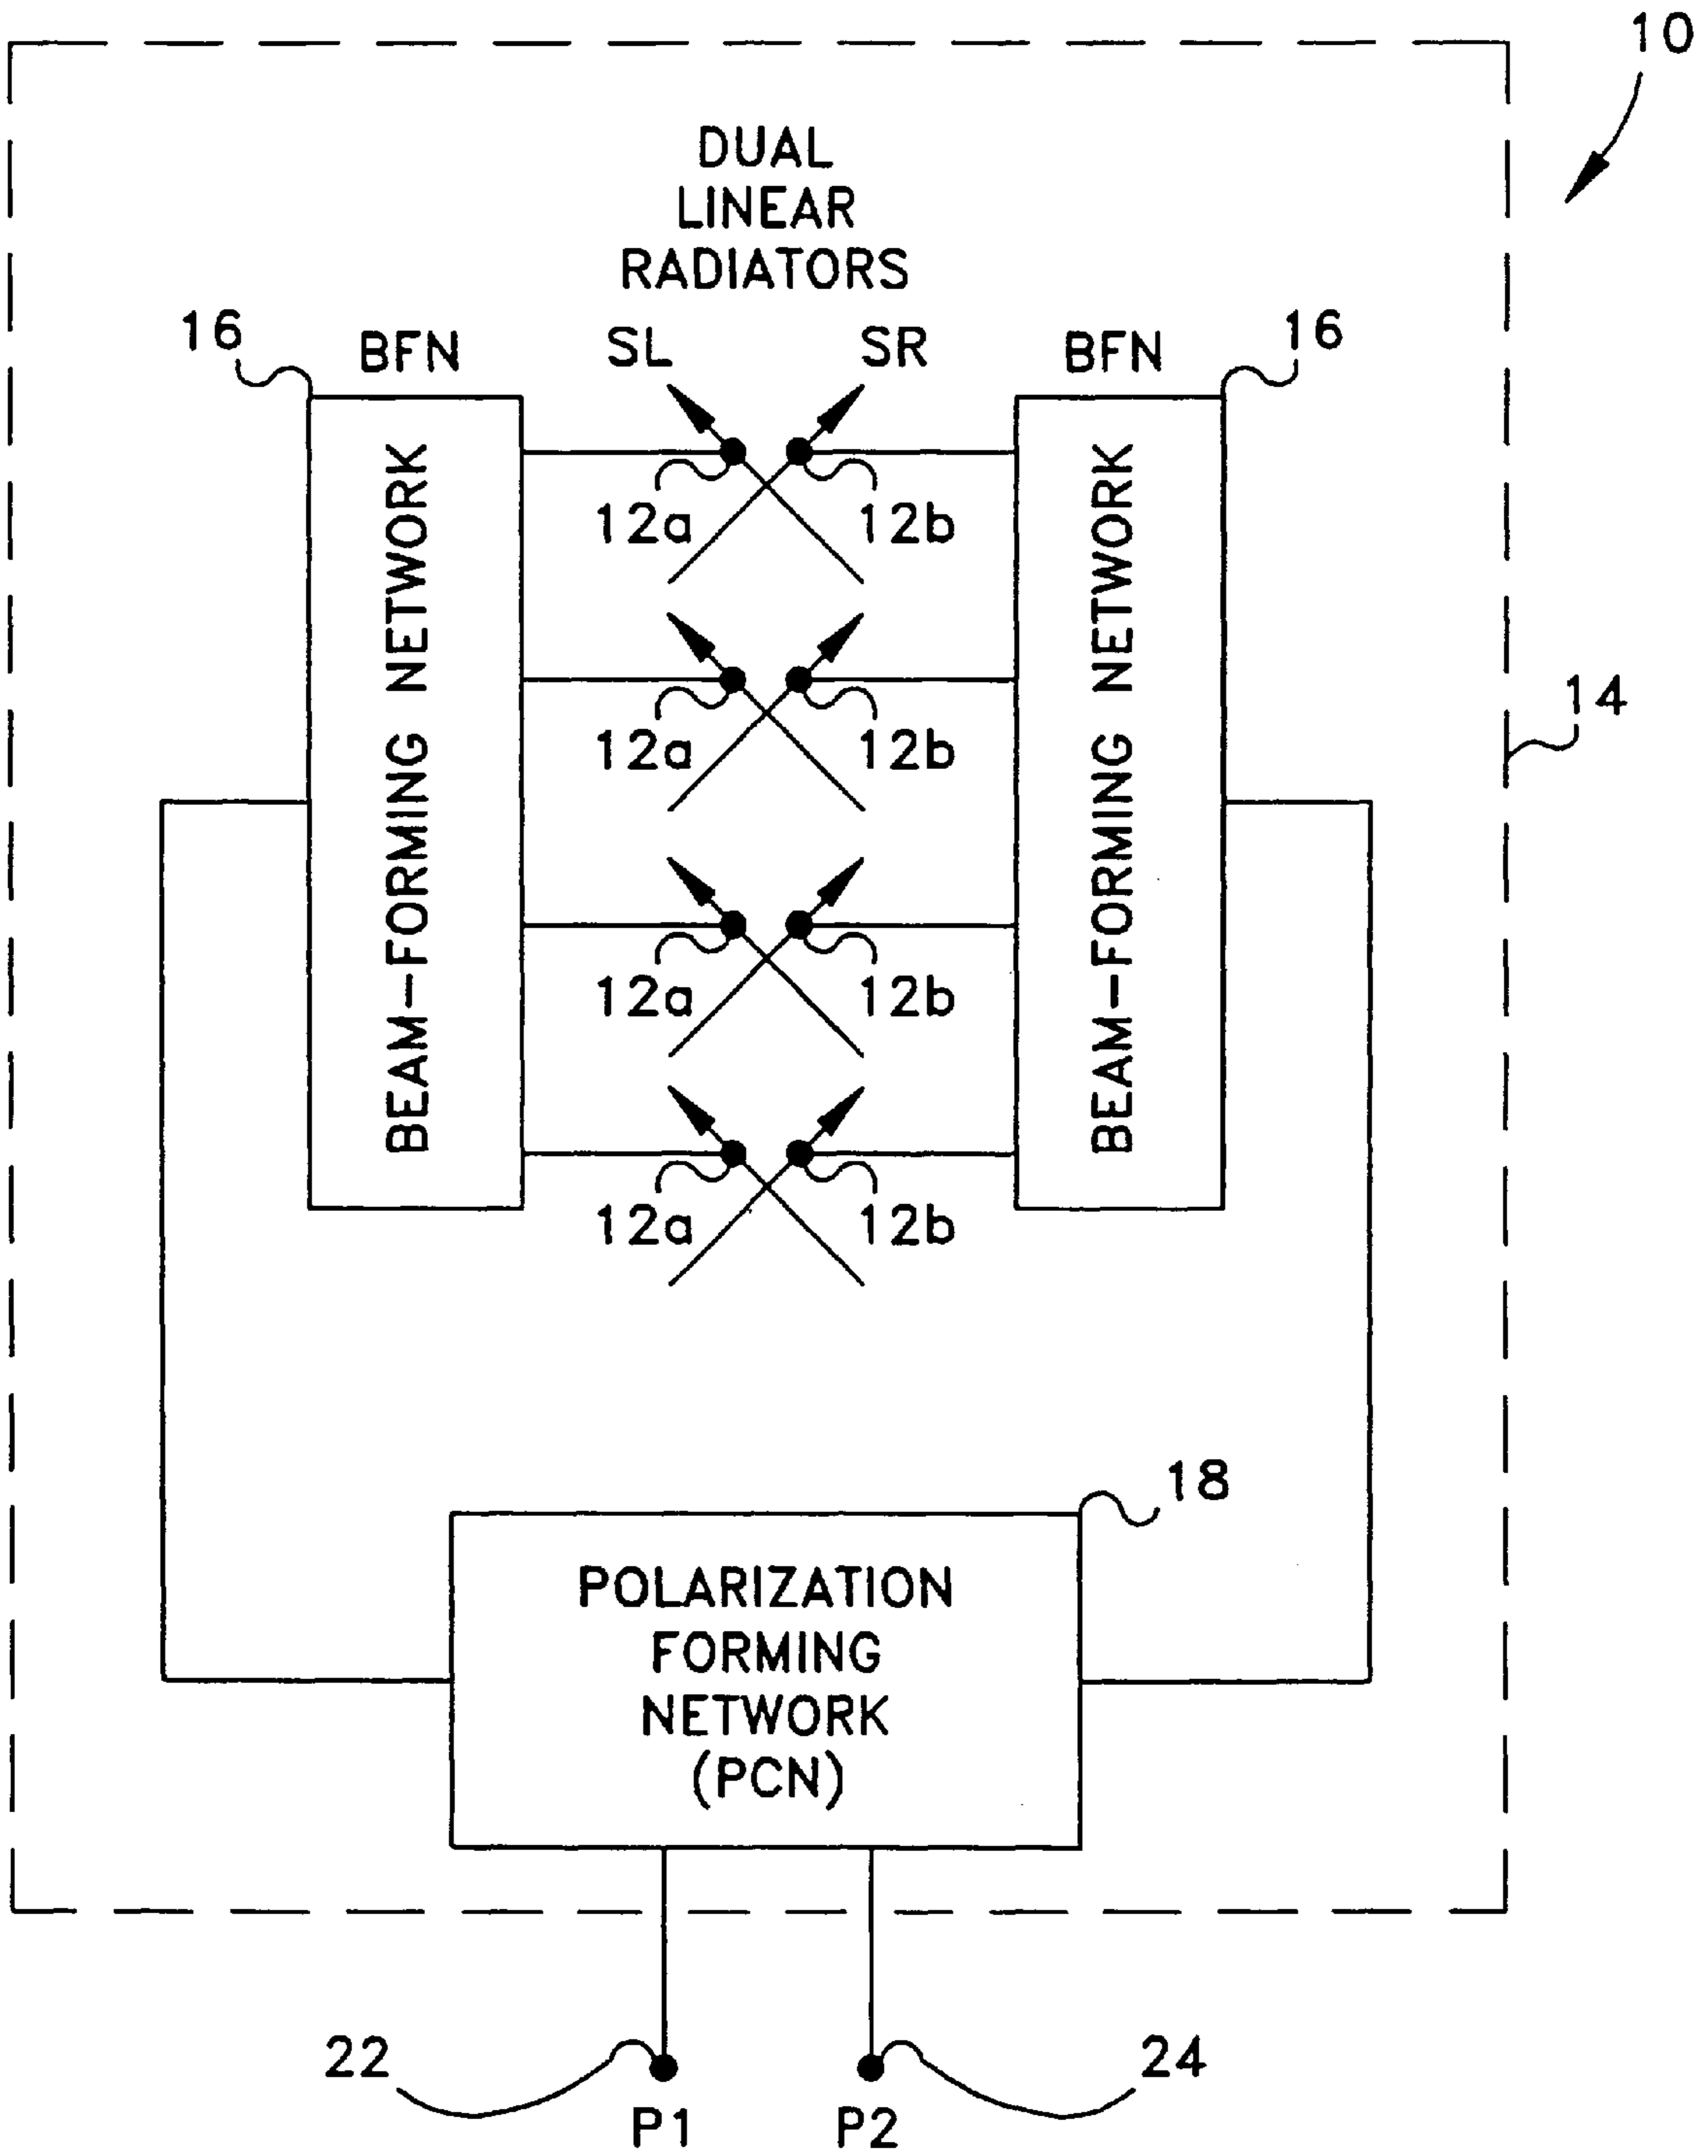 10
DUAL
LINEAR
RADIATORS
16
BFN
SL
SR
BFN
16
BEAM-FORMING NETWORK
BEAM-FORMING NETWORK
12a
12b
12a
12b
14
12a
12b
12a
12b
18
POLARIZATION
FORMING
NETWORK
(PCN)
22
24
P1
P2